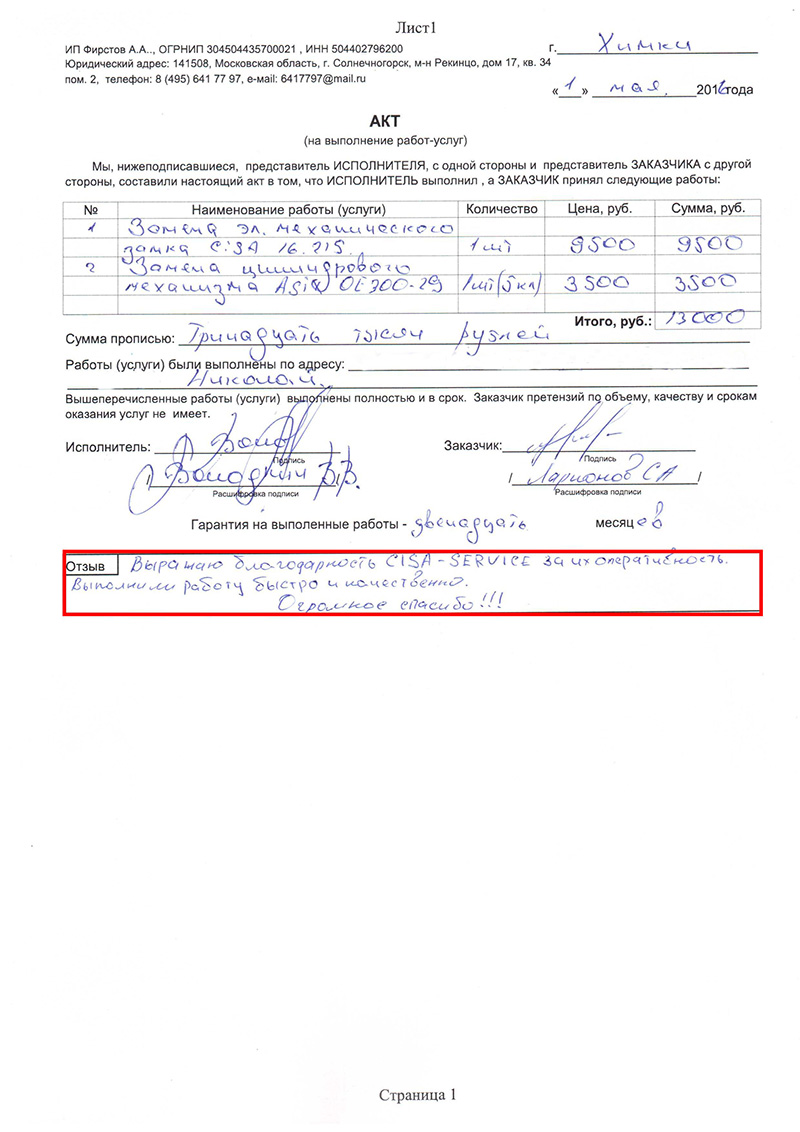 Лист1
ИП Фирстов А.А.., ОГРНИП 304504435700021 , ИНН 504402796200
г. Химки
Юридический адрес: 141508, Московская область, г. Солнечногорск, м-н Рекинцо, дом 17, кв. 34
пом. 2, телефон: 8 (495) 641 77 97, e-mail: 6417797@mail.ru
«1» мая 2016года
АКТ
(на выполнение работ-услуг)
Мы, нижеподписавшиеся, представитель ИСПОЛНИТЕЛЯ, с одной стороны и представитель ЗАКАЗЧИКА с другой
стороны, составили настоящий акт в том, что ИСПОЛНИТЕЛЬ выполнил , а ЗАКАЗЧИК принял следующие работы:
№ Наименование работы (услуги) Количество Цена, руб. Сумма, руб.
1 Замена эл. механического
замка CISA 16.215. 1шт 9500 9500
2 Замена цилиндрового
механизма ASIX OE300-29 1шт(5кл) 3500 3500
Итого, руб.: 13000
Сумма прописью: Тринадцать тысяч рублей
Работы (услуги) были выполнены по адресу:
Николай.
Вышеперечисленные работы (услуги) выполнены полностью и в срок. Заказчик претензий по объему, качеству и срокам
оказания услуг не имеет.
Исполнитель: Заказчик:
Подпись Подпись
/ Володкин В.В. / Ларионов СА /
Расшифровка подписи Расшифровка подписи
Гарантия на выполенные работы - двенадцать месяцев
Отзыв Выражаю благодарность CISA-SERVICE за их оперативность.
Выполнили работу быстро и качественно.
Огромное спасибо!!!
Страница 1